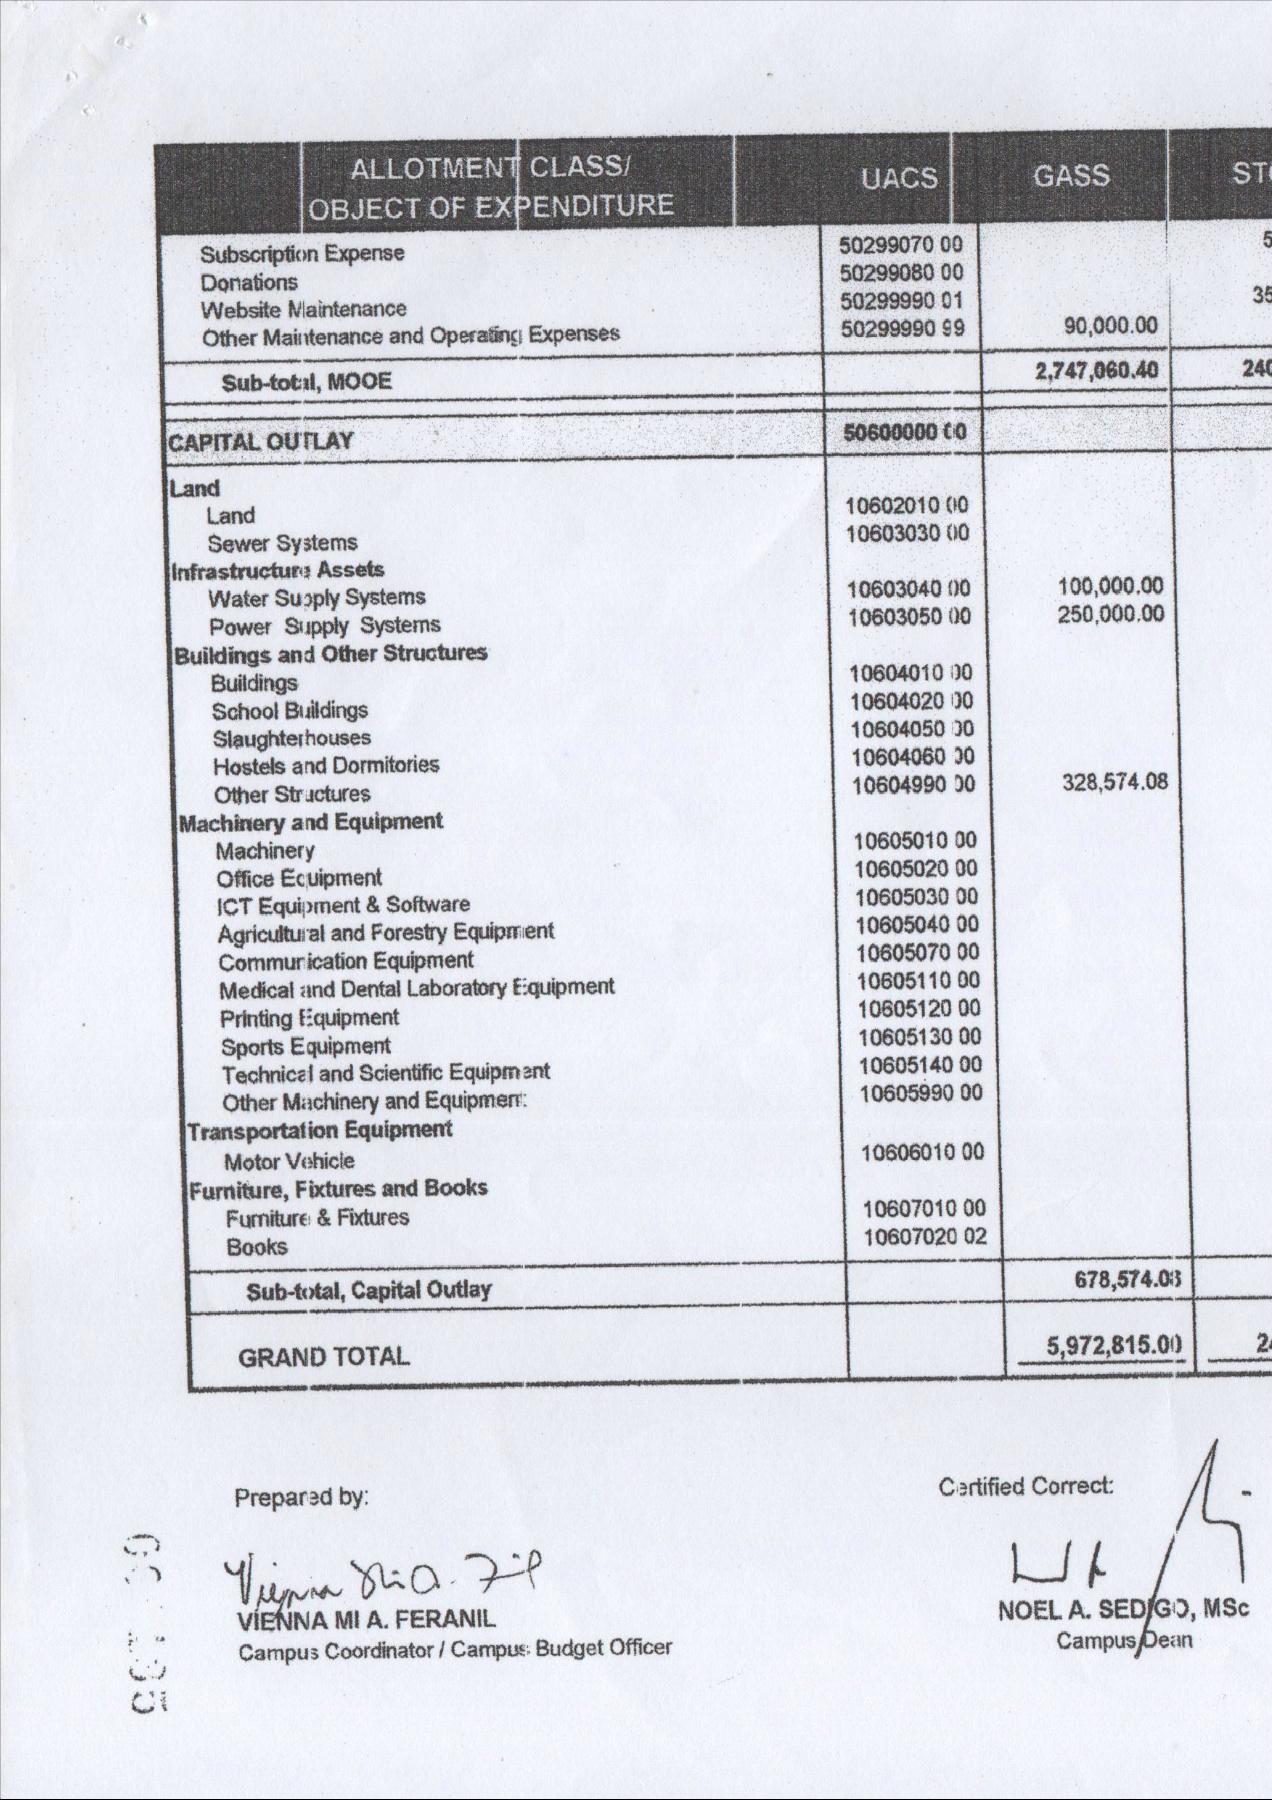 ALLOTMENT CLASS/
OBJECT OF EXPENDITURE UACS GASS
Subscription Expense 50299070 00
Donations 50299080 00
Website Maintenance 50299990 01 35
Other Maintenance and Operating Expenses 50299990 99 90,000.00
Sub-total, MOOE 2,747,060.40 240
CAPITAL OUTLAY 50600000 00
Land
Land 10602010 00
Sewer Systems 10603030 00
Infrastructure Assets
Water Supply Systems 10603040 00 100,000.00
Power Supply Systems 10603050 00 250,000.00
Buildings and Other Structures
Buildings 10604010 00
School Buildings 10604020 00
Slaughterhouses 10604050 00
Hostels and Dormitories 10604060 00
Other Structures 10604990 00 328,574.08
Machinery and Equipment
Machinery 10605010 00
Office Equipment 10605020 00
ICT Equipment & Software 10605030 00
Agricultural and Forestry Equipment 10605040 00
Communication Equipment 10605070 00
Medical and Dental Laboratory Equipment 10605110 00
Printing Equipment 10605120 00
Sports Equipment 10605130 00
Technical and Scientific Equipment 10605140 00
Other Machinery and Equipment 10605990 00
Transportation Equipment
Motor Vehicle 10606010 00
Furniture, Fixtures and Books
Furniture & Fixtures 10607010 00
Books 10607020 02
Sub-total, Capital Outlay 678,574.08
GRAND TOTAL 5,972,815.00 24
Prepared by: Certified Correct:
VIENNA MI A. FERANIL NOEL A. SEDIGO, MSc
Campus Coordinator / Campus Budget Officer Campus Dean